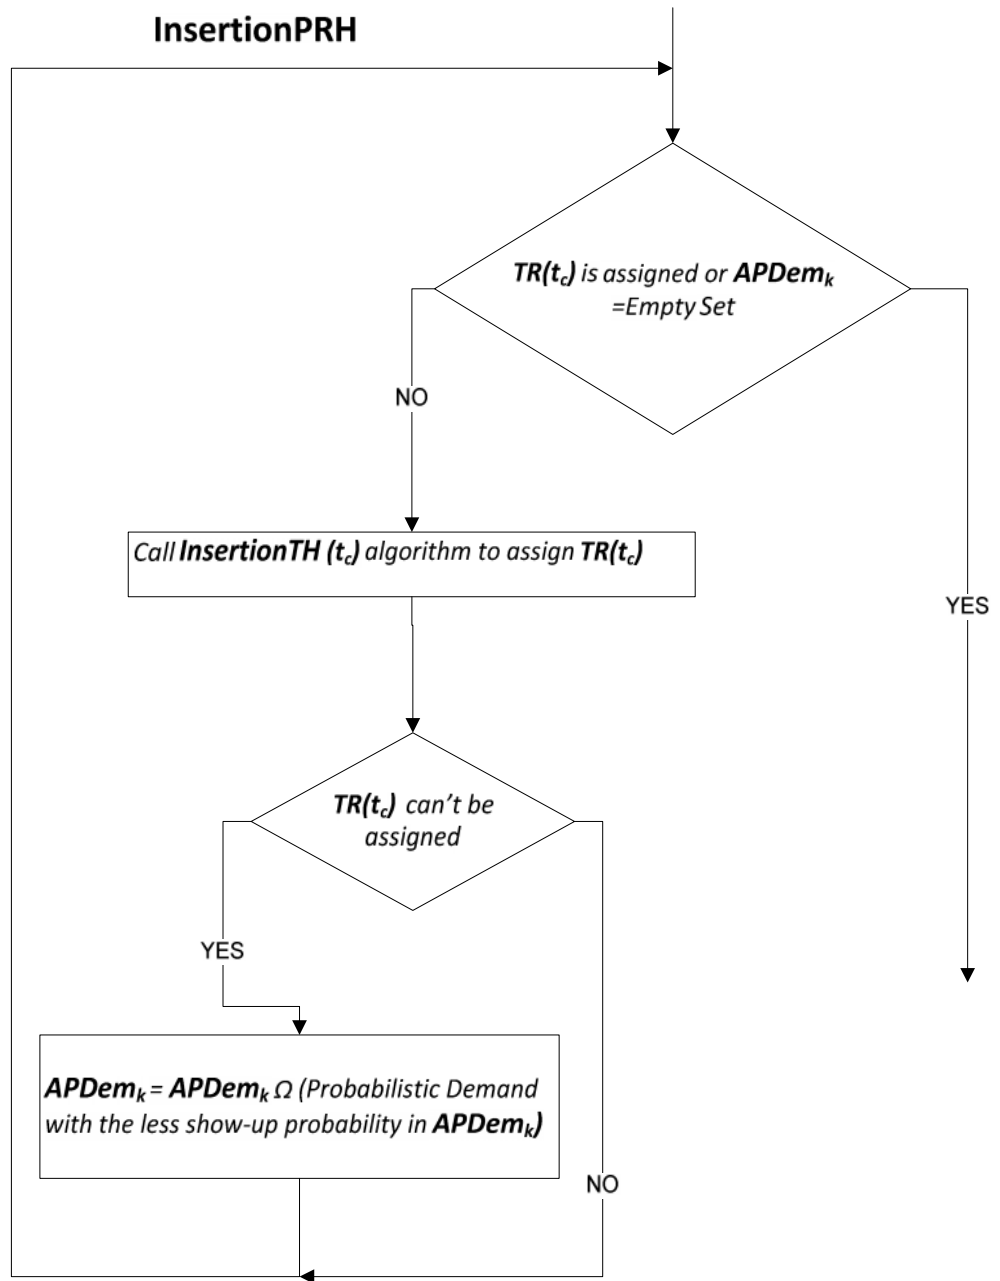 InsertionPRH
TR(tc) is assigned or APDemk
=Empty Set
NO
Call InsertionTH (tc) algorithm to assign TR(tc)
YES
TR(tc) can't be
assigned
YES
APDemk = APDemk Ω (Probabilistic Demand
with the less show-up probability in APDemk)
NO